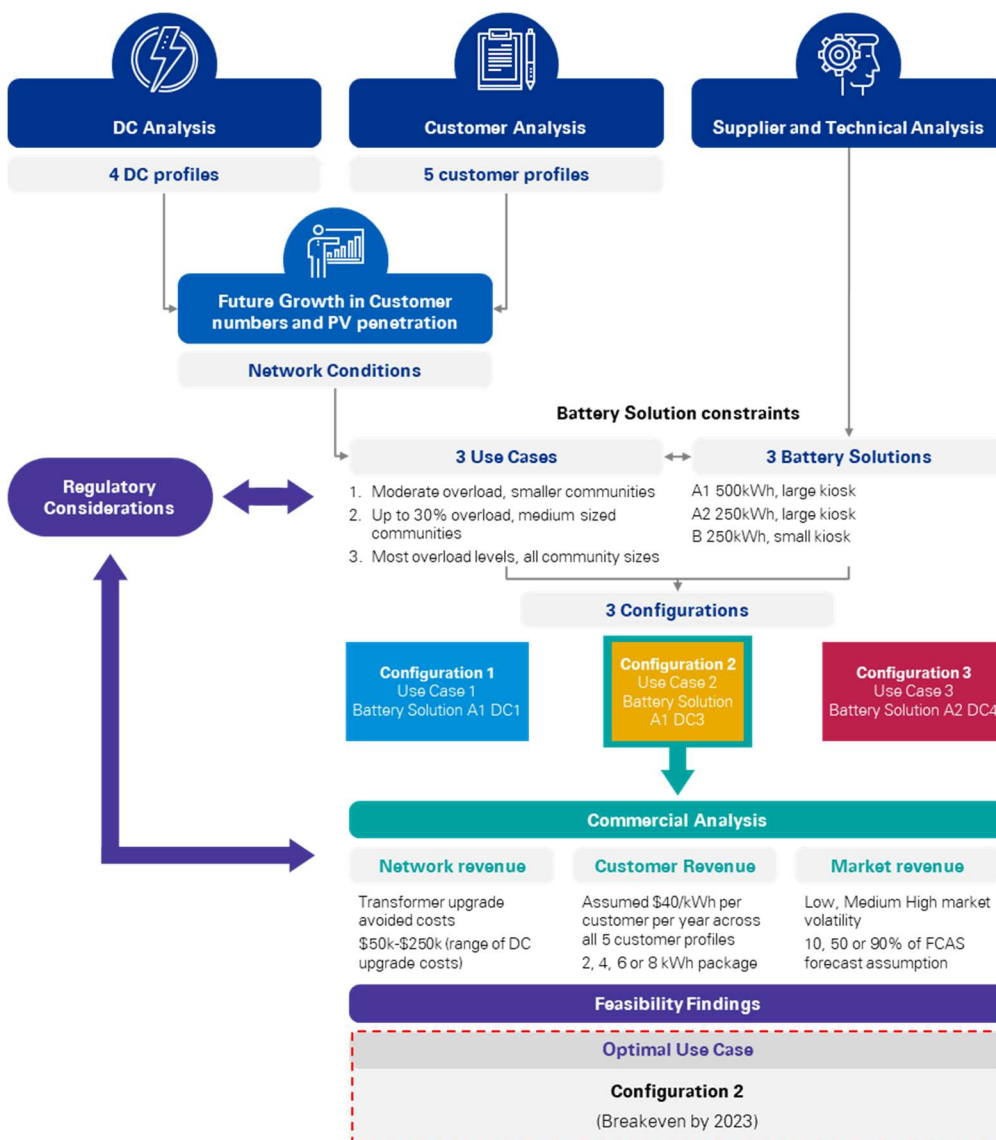 DC Analysis
4 DC profiles
Customer Analysis
5 customer profiles
Supplier and Technical Analysis
Future Growth in Customer
numbers and PV penetration
Network Conditions
Battery Solution constraints
Regulatory
Considerations
3 Use Cases
1. Moderate overload, smaller communities
2. Up to 30% overload, medium sized
communities
3. Most overload levels, all community sizes
3 Battery Solutions
A1 500kWh, large kiosk
A2 250kWh, large kiosk
B 250kWh, small kiosk
3 Configurations
Configuration 1
Use Case 1
Battery Solution A1 DC1
Configuration 2
Use Case 2
Battery Solution
A1 DC3
Configuration 3
Use Case 3
Battery Solution A2 DC4
Commercial Analysis
Network revenue
Transformer upgrade
avoided costs
$50k-$250k (range of DC
upgrade costs)
Customer Revenue
Assumed $40/kWh per
customer per year across
all 5 customer profiles
2, 4, 6 or 8 kWh package
Market revenue
Low, Medium High market
volatility
10, 50 or 90% of FCAS
forecast assumption
Feasibility Findings
Optimal Use Case
Configuration 2
(Breakeven by 2023)